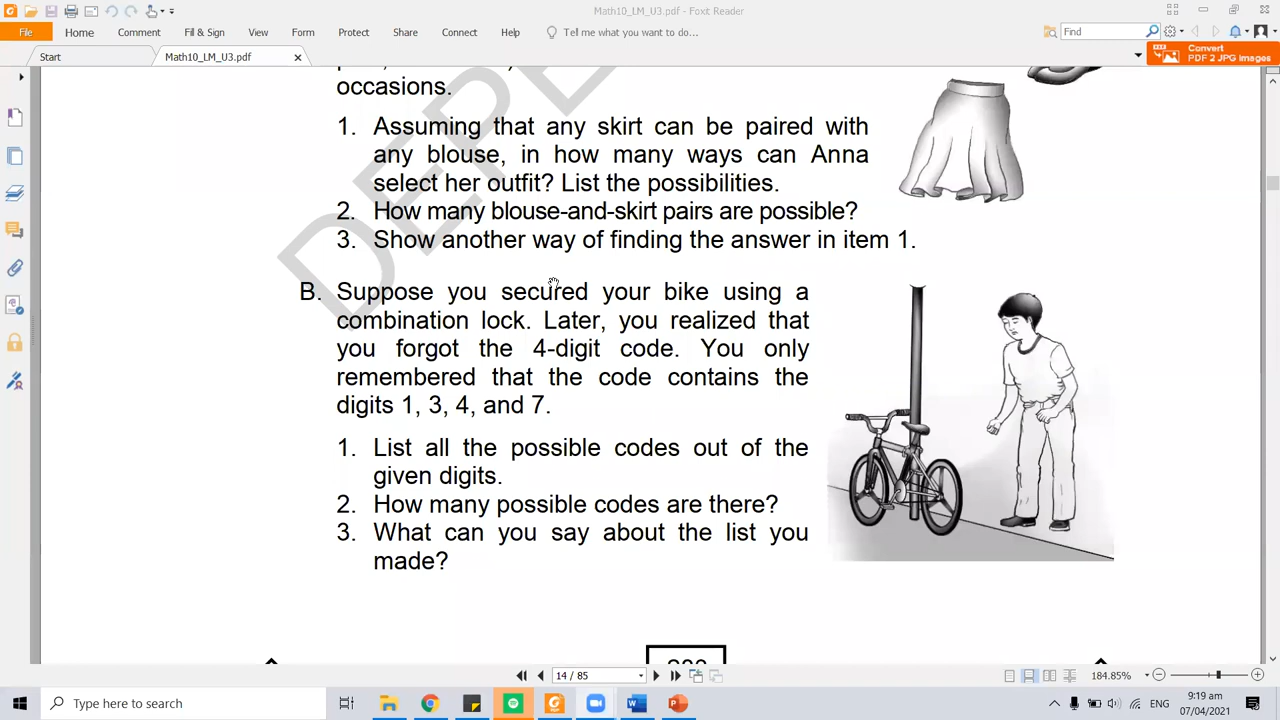 Math10_LM_U3.pdf - Foxit Reader
File Home Comment Fill & Sign View Form Protect Share Connect Help Tell me what you want to do... Find
Start Math10_LM_U3.pdf Convert
PDF 2 JPG images
occasions.
1. Assuming that any skirt can be paired with
any blouse, in how many ways can Anna
select her outfit? List the possibilities.
2. How many blouse-and-skirt pairs are possible?
3. Show another way of finding the answer in item 1.
B. Suppose you secured your bike using a
combination lock. Later, you realized that
you forgot the 4-digit code. You only
remembered that the code contains the
digits 1, 3, 4, and 7.
1. List all the possible codes out of the
given digits.
2. How many possible codes are there?
3. What can you say about the list you
made?
DEPE
14 / 85 184.85%
Type here to search 9:19 am
07/04/2021